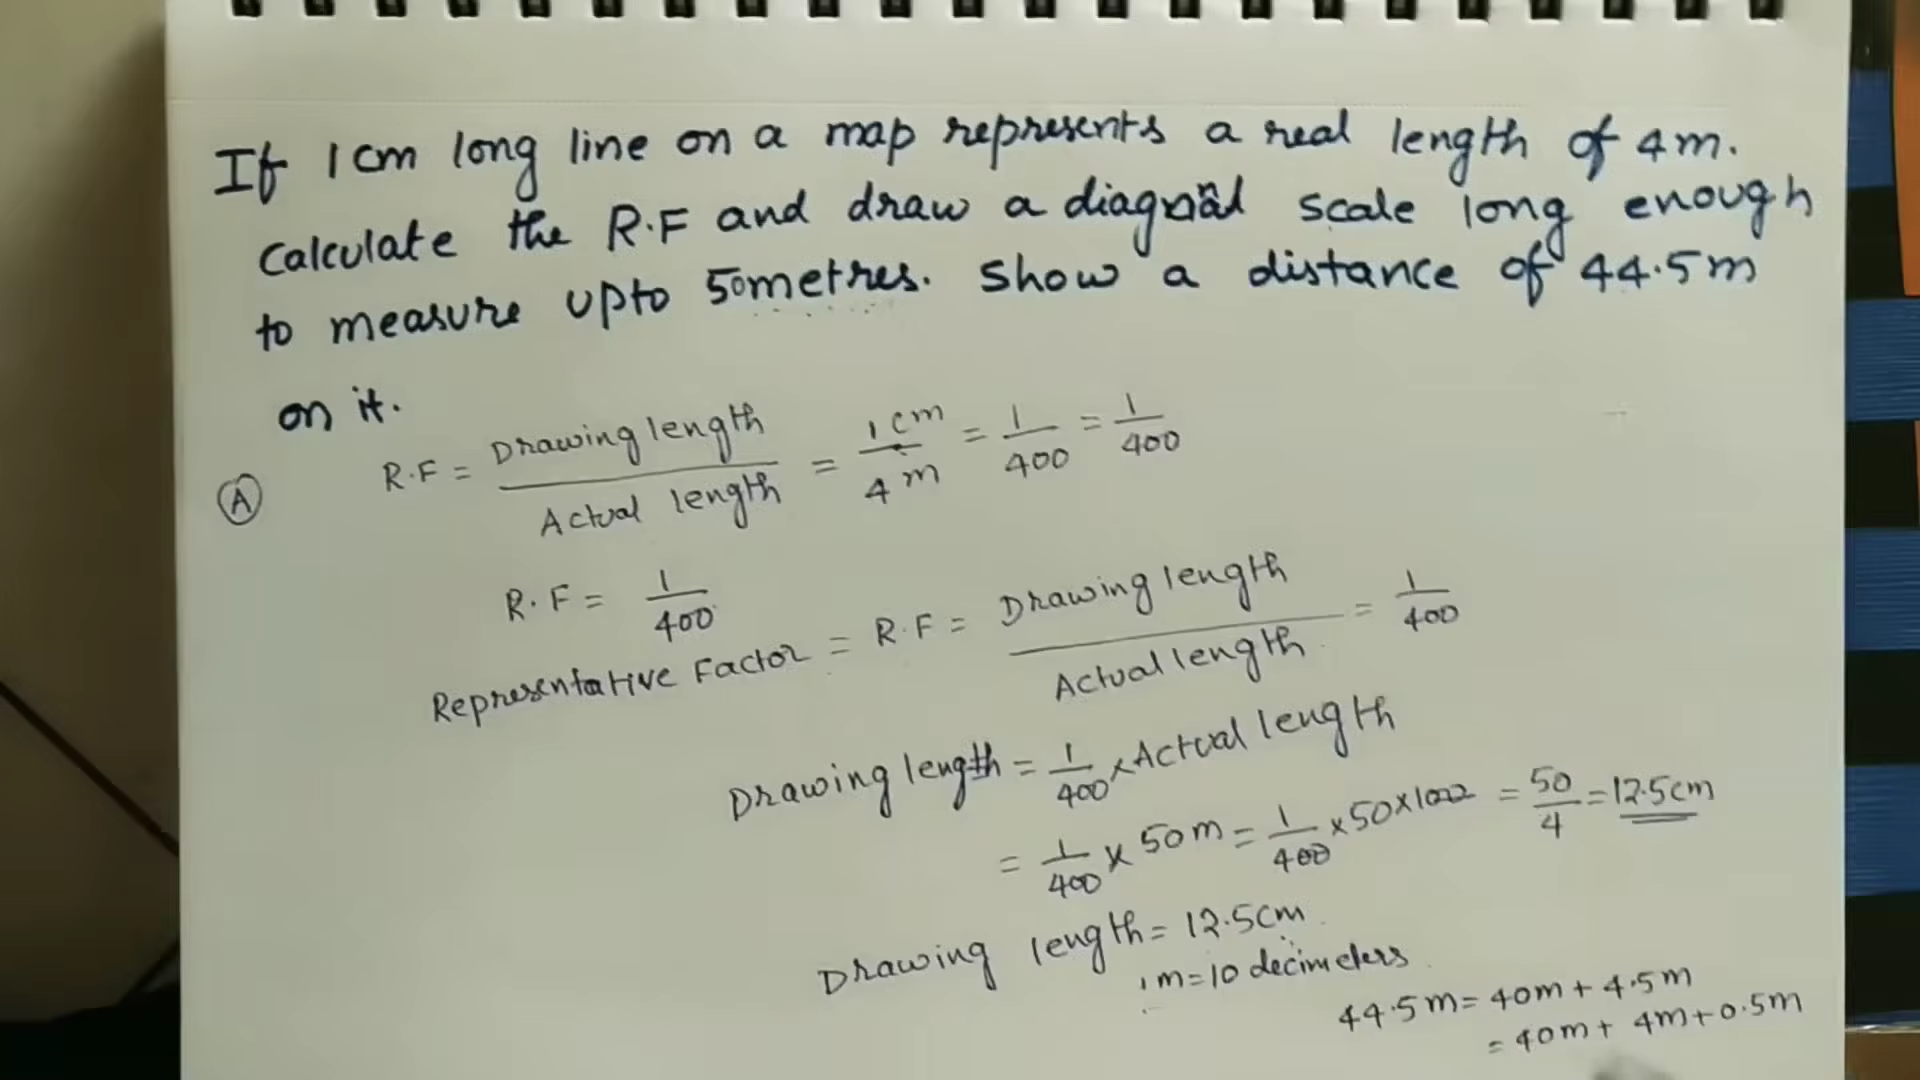 If 1cm long line on a map represents a real length of 4m.
Calculate the R.F and draw a diagnal scale long enough
to measure upto 50metres. Show a distance of 44.5m
on it.
A R.F = Drawing length / Actual length = 1cm / 4m = 1/400 = 1/400
R.F = 1/400
Representative Factor = R.F = Drawing length / Actual length = 1/400
Drawing length = 1/400 × Actual length
= 1/400 × 50m = 1/400 × 50×100 = 50/4 = 12.5cm
Drawing length = 12.5cm
1m = 10 decimeters
44.5m = 40m + 4.5m
= 40m + 4m + 0.5m